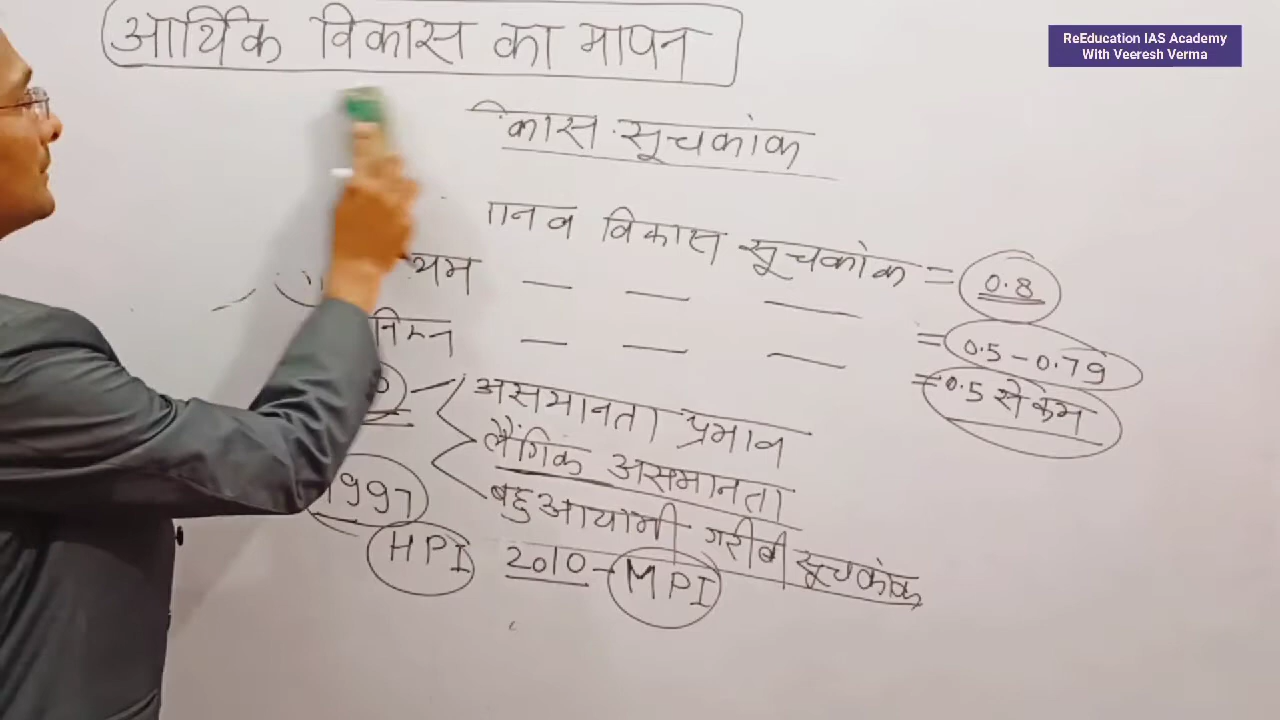 ReEducation IAS Academy
With Veeresh Verma
आर्थिक विकास का मापन
सूचकांक
विकास सूचकांक = 0.8
— — — = 0.5 - 0.79
निम्न — — — = 0.5 से कम
असमानता प्रभाव
लैंगिक असमानता
1997 बहुआयामी गरीबी सूचकांक
HPI 2010 - MPI